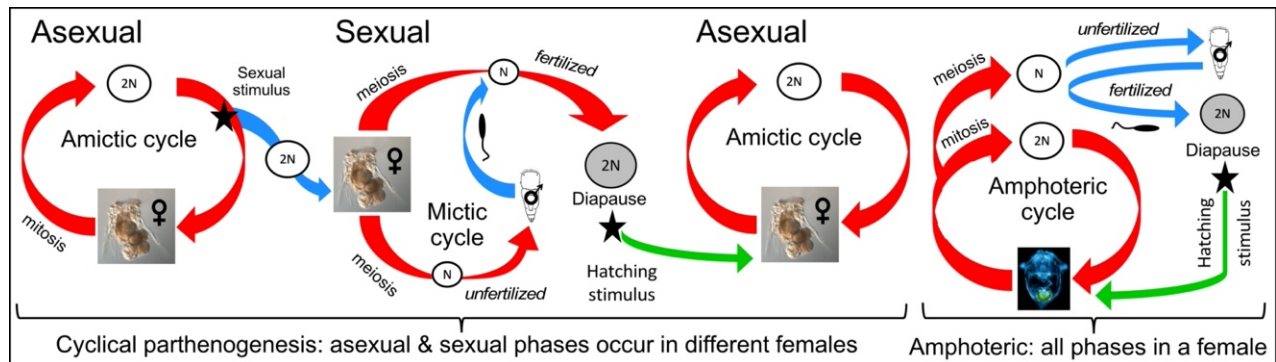 Asexual
2N
Sexual
stimulus
Amictic cycle
2N
♀
mitosis
Sexual
meiosis
N
fertilized
♀
Mictic
cycle
♂
2N
Diapause
meiosis
N
unfertilized
Hatching
stimulus
Asexual
2N
Amictic cycle
♀
meiosis
N
unfertilized
♂
fertilized
2N
Diapause
mitosis
2N
Amphoteric
cycle
Hatching
stimulus
Cyclical parthenogenesis: asexual & sexual phases occur in different females
Amphoteric: all phases in a female